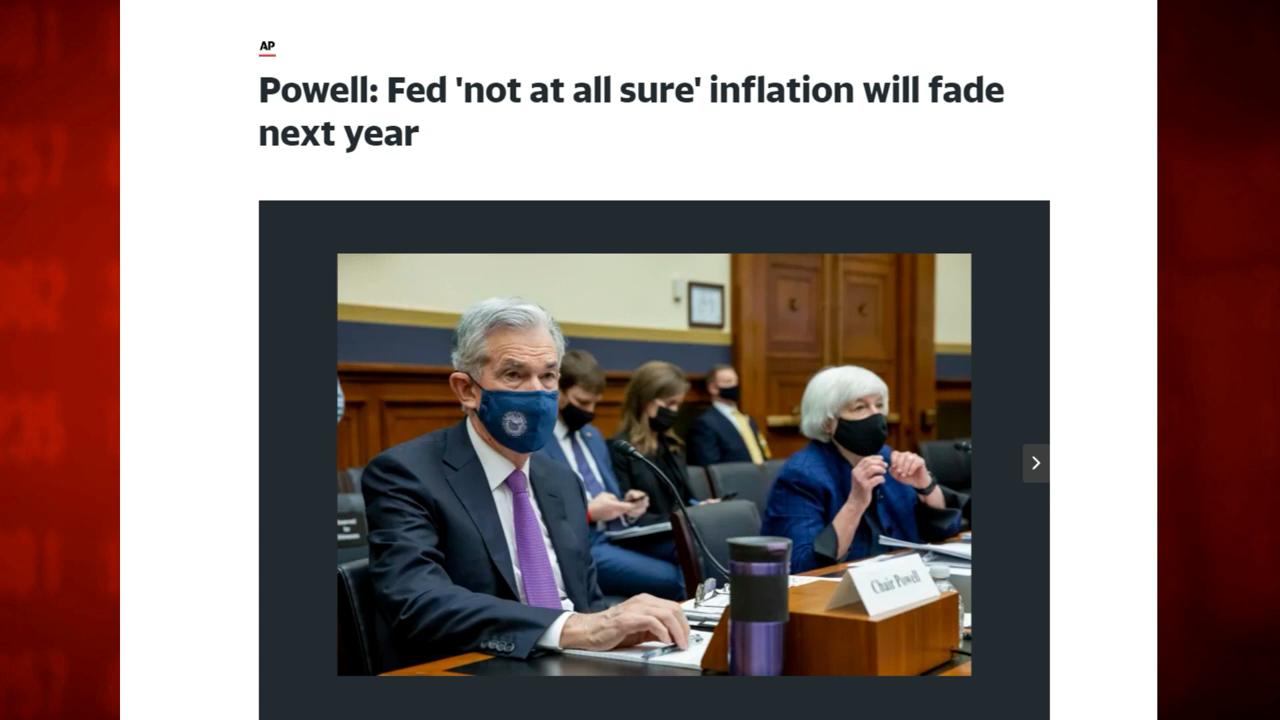 AP
Powell: Fed 'not at all sure' inflation will fade
next year
Chair Powell